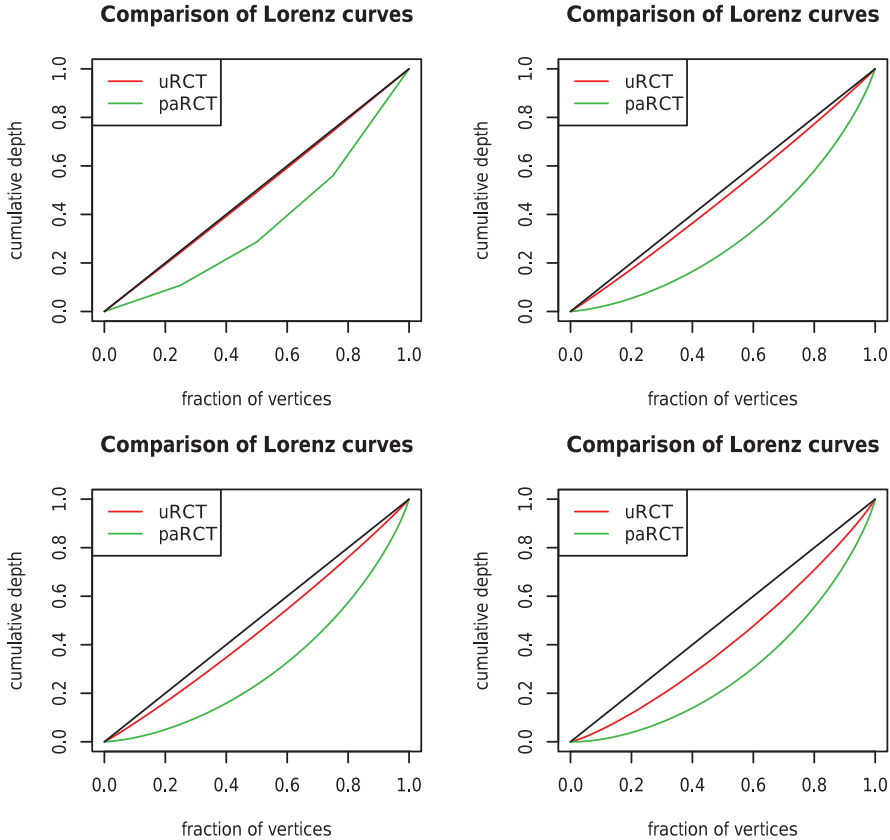 Comparison of Lorenz curves
uRCT
paRCT
cumulative depth
0.0 0.2 0.4 0.6 0.8 1.0
0.0 0.2 0.4 0.6 0.8 1.0
fraction of vertices
Comparison of Lorenz curves
uRCT
paRCT
cumulative depth
0.0 0.2 0.4 0.6 0.8 1.0
0.0 0.2 0.4 0.6 0.8 1.0
fraction of vertices
Comparison of Lorenz curves
uRCT
paRCT
cumulative depth
0.0 0.2 0.4 0.6 0.8 1.0
0.0 0.2 0.4 0.6 0.8 1.0
fraction of vertices
Comparison of Lorenz curves
uRCT
paRCT
cumulative depth
0.0 0.2 0.4 0.6 0.8 1.0
0.0 0.2 0.4 0.6 0.8 1.0
fraction of vertices